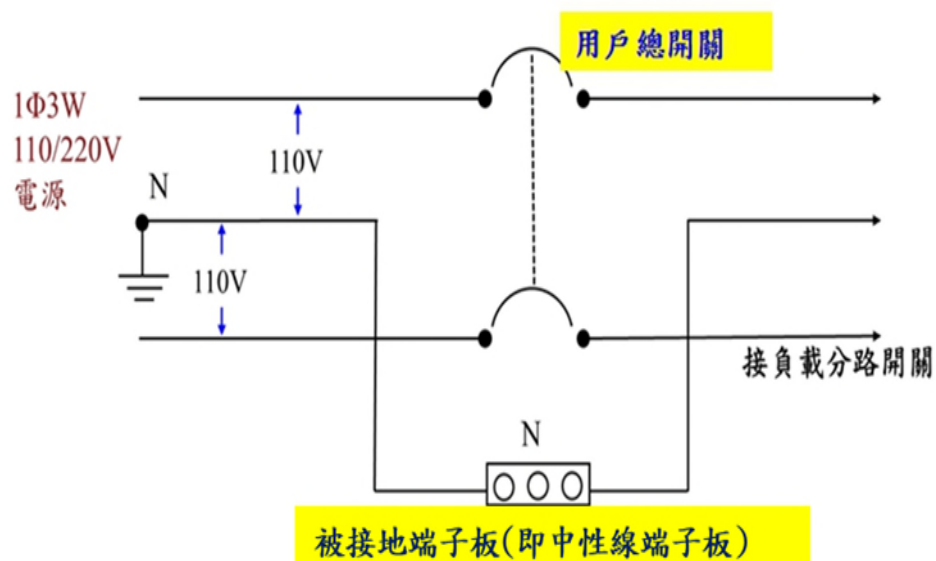 用戶總開關
1Φ3W
110/220V
電源
N
110V
110V
接負載分路開關
N
被接地端子板(即中性線端子板)